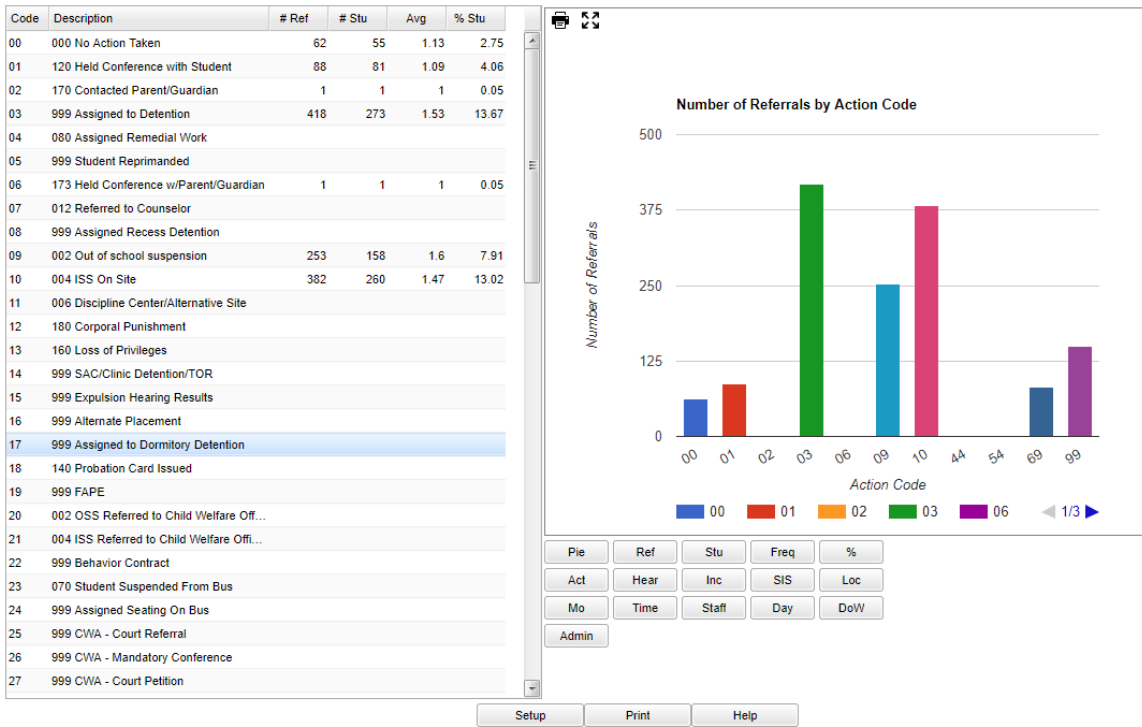 Code Description # Ref # Stu Avg % Stu
00 000 No Action Taken 62 55 1.13 2.75
01 120 Held Conference with Student 88 81 1.09 4.06
02 170 Contacted Parent/Guardian 1 1 1 0.05
03 999 Assigned to Detention 418 273 1.53 13.67
04 080 Assigned Remedial Work
05 999 Student Reprimanded
06 173 Held Conference w/Parent/Guardian 1 1 1 0.05
07 012 Referred to Counselor
08 999 Assigned Recess Detention
09 002 Out of school suspension 253 158 1.6 7.91
10 004 ISS On Site 382 260 1.47 13.02
11 006 Discipline Center/Alternative Site
12 180 Corporal Punishment
13 160 Loss of Privileges
14 999 SAC/Clinic Detention/TOR
15 999 Expulsion Hearing Results
16 999 Alternate Placement
17 999 Assigned to Dormitory Detention
18 140 Probation Card Issued
19 999 FAPE
20 002 OSS Referred to Child Welfare Off...
21 004 ISS Referred to Child Welfare Offi...
22 999 Behavior Contract
23 070 Student Suspended From Bus
24 999 Assigned Seating On Bus
25 999 CWA - Court Referral
26 999 CWA - Mandatory Conference
27 999 CWA - Court Petition
Number of Referrals by Action Code
500
375
250
125
0
Number of Referrals
00 01 02 03 06 09 10 44 54 69 99
Action Code
00 01 02 03 06 1/3
Pie Ref Stu Freq %
Act Hear Inc SIS Loc
Mo Time Staff Day DoW
Admin
Setup Print Help